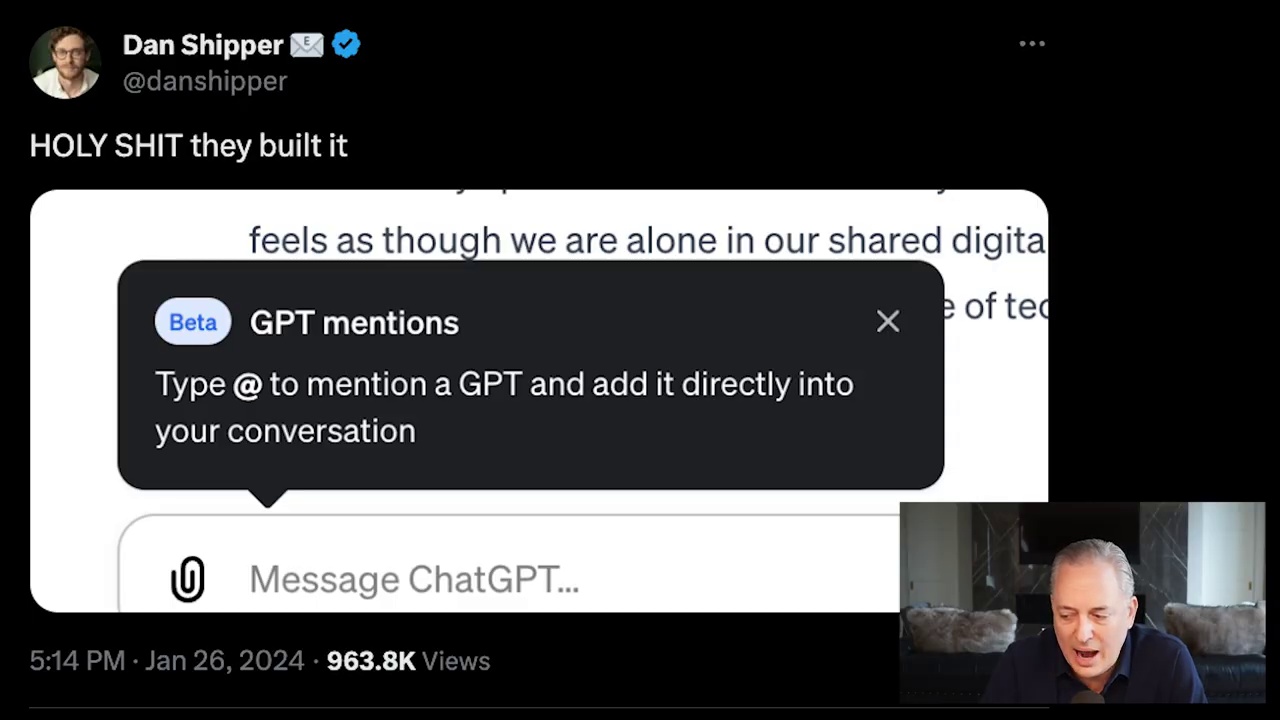 Dan Shipper
@danshipper
HOLY SHIT they built it
feels as though we are alone in our shared digita
Beta GPT mentions
e of tec
Type @ to mention a GPT and add it directly into
your conversation
Message ChatGPT...
5:14 PM · Jan 26, 2024 · 963.8K Views